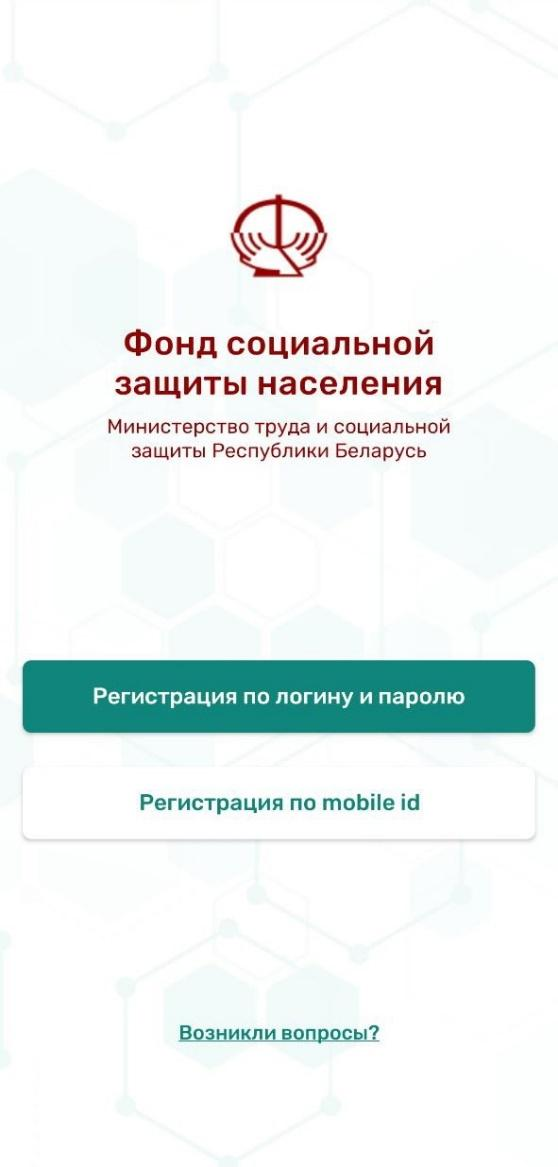 Фонд социальной
защиты населения
Министерство труда и социальной
защиты Республики Беларусь
Регистрация по логину и паролю
Регистрация по mobile id
Возникли вопросы?